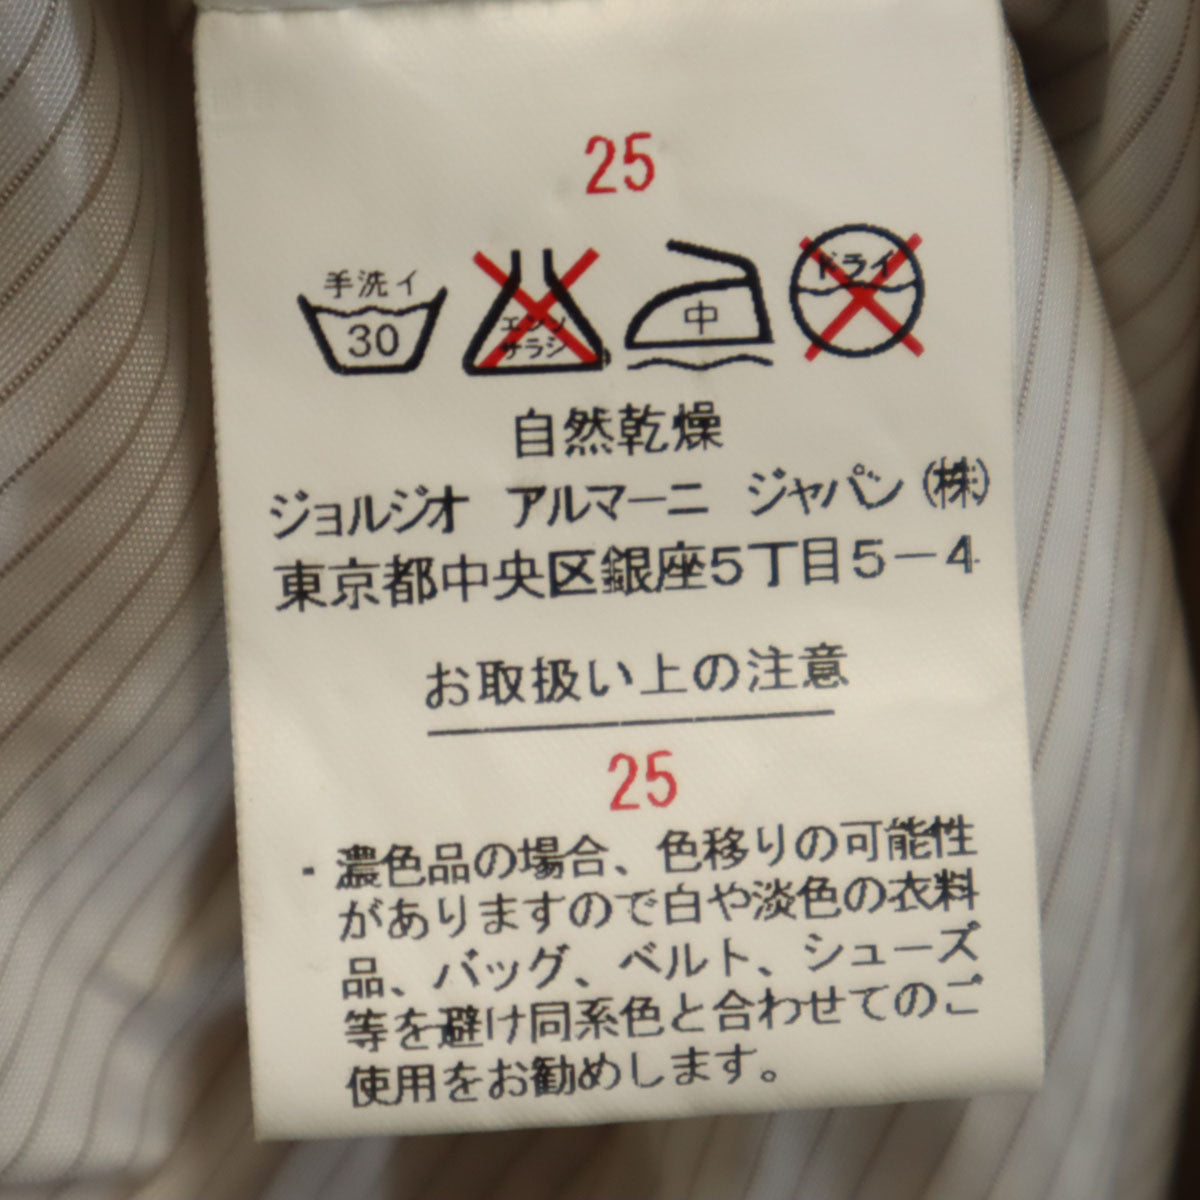 25
手洗イ
30
エンソ
サラシ
中
ドライ
自然乾燥
ジョルジオ アルマーニ ジャパン(株)
東京都中央区銀座5丁目5-4
お取扱い上の注意
25
・濃色品の場合、色移りの可能性
がありますので白や淡色の衣料
品、バッグ、ベルト、シューズ
等を避け同系色と合わせてのご
使用をお勧めします。